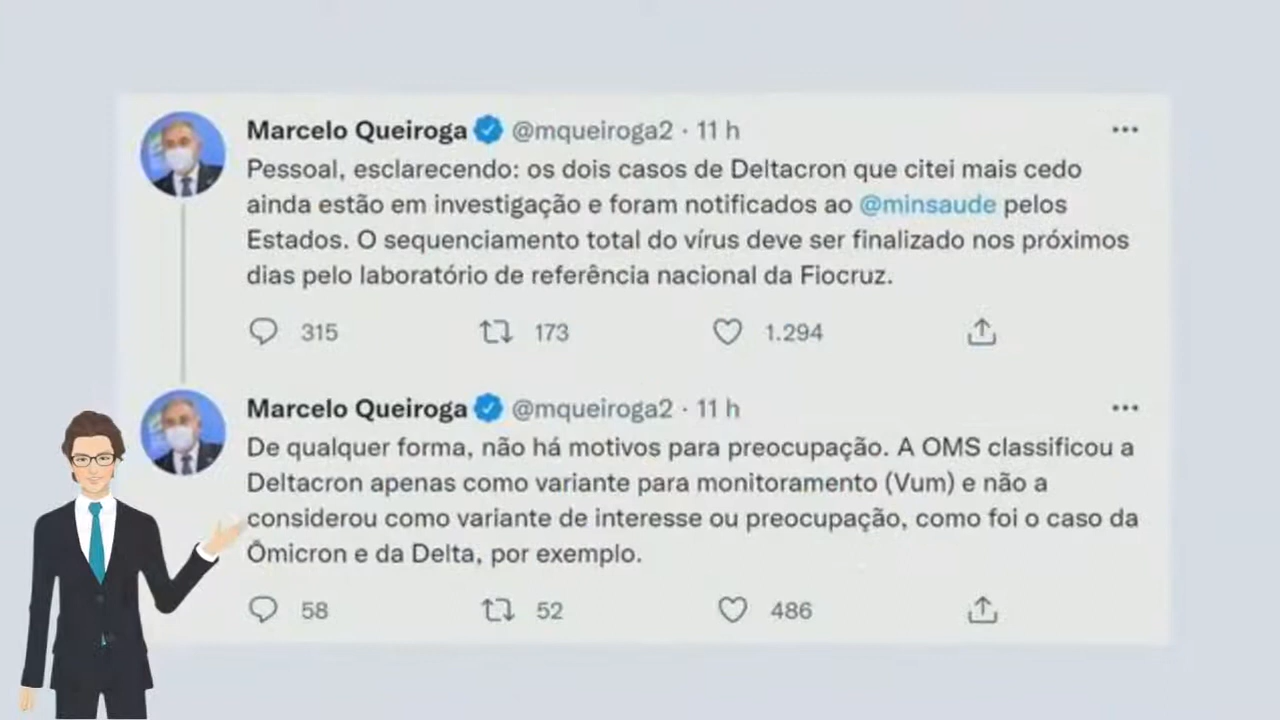 Marcelo Queiroga @mqueiroga2 · 11 h
Pessoal, esclarecendo: os dois casos de Deltacron que citei mais cedo
ainda estão em investigação e foram notificados ao @minsaude pelos
Estados. O sequenciamento total do vírus deve ser finalizado nos próximos
dias pelo laboratório de referência nacional da Fiocruz.
315 173 1.294
Marcelo Queiroga @mqueiroga2 · 11 h
De qualquer forma, não há motivos para preocupação. A OMS classificou a
Deltacron apenas como variante para monitoramento (Vum) e não a
considerou como variante de interesse ou preocupação, como foi o caso da
Ômicron e da Delta, por exemplo.
58 52 486